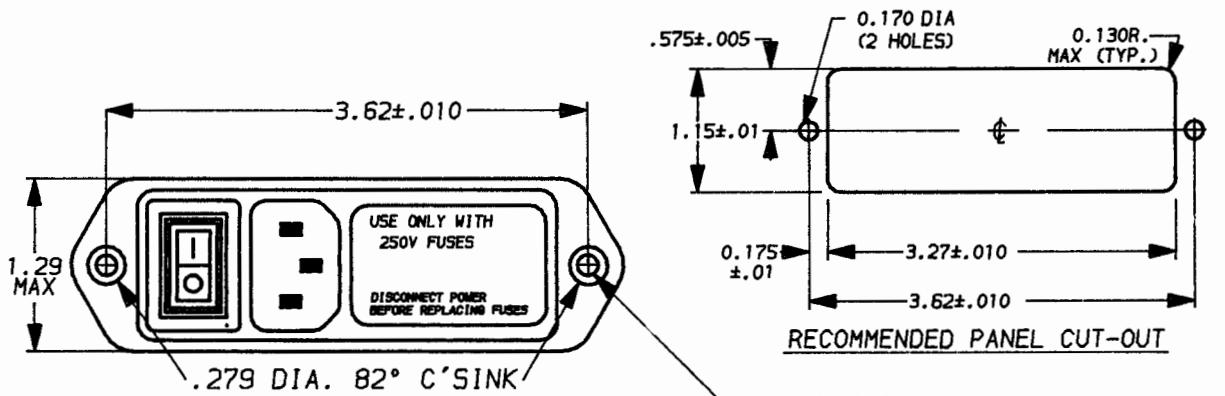 3.62±.010
1.29
MAX
I
O
USE ONLY WITH
250V FUSES
DISCONNECT POWER
BEFORE REPLACING FUSES
.279 DIA. 82° C'SINK
0.170 DIA
(2 HOLES)
.575±.005
0.130R.
MAX (TYP.)
1.15±.01
℄
0.175
±.01
3.27±.010
3.62±.010
RECOMMENDED PANEL CUT-OUT